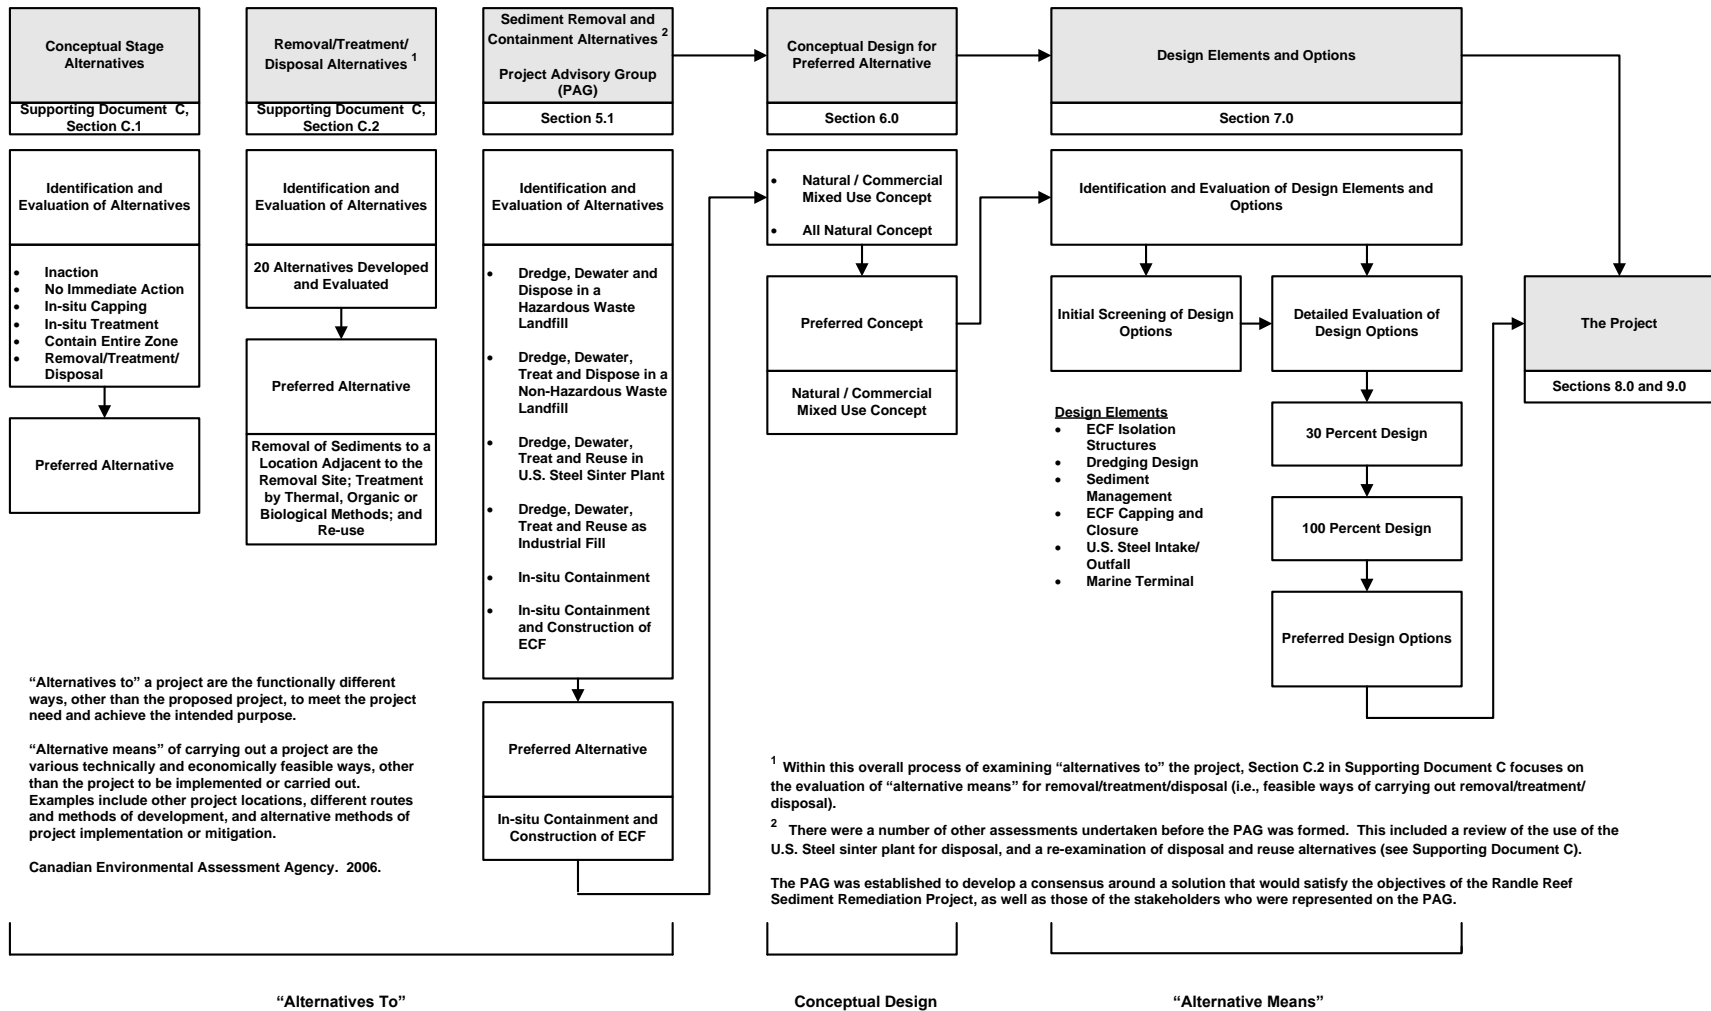 Conceptual Stage
Alternatives
Supporting Document C,
Section C.1
Identification and
Evaluation of Alternatives
• Inaction
• No Immediate Action
• In-situ Capping
• In-situ Treatment
• Contain Entire Zone
• Removal/Treatment/
Disposal
Preferred Alternative
Removal/Treatment/
Disposal Alternatives 1
Supporting Document C,
Section C.2
Identification and
Evaluation of Alternatives
20 Alternatives Developed
and Evaluated
Preferred Alternative
Removal of Sediments to a
Location Adjacent to the
Removal Site; Treatment
by Thermal, Organic or
Biological Methods; and
Re-use
Sediment Removal and
Containment Alternatives 2
Project Advisory Group
(PAG)
Section 5.1
Identification and
Evaluation of Alternatives
• Dredge, Dewater and
Dispose in a
Hazardous Waste
Landfill
• Dredge, Dewater,
Treat and Dispose in a
Non-Hazardous Waste
Landfill
• Dredge, Dewater,
Treat and Reuse in
U.S. Steel Sinter Plant
• Dredge, Dewater,
Treat and Reuse as
Industrial Fill
• In-situ Containment
• In-situ Containment
and Construction of
ECF
Preferred Alternative
In-situ Containment and
Construction of ECF
Conceptual Design for
Preferred Alternative
Section 6.0
• Natural / Commercial
Mixed Use Concept
• All Natural Concept
Preferred Concept
Natural / Commercial
Mixed Use Concept
Design Elements and Options
Section 7.0
Identification and Evaluation of Design Elements and
Options
Initial Screening of Design
Options
Detailed Evaluation of
Design Options
Design Elements
• ECF Isolation
Structures
• Dredging Design
• Sediment
Management
• ECF Capping and
Closure
• U.S. Steel Intake/
Outfall
• Marine Terminal
30 Percent Design
100 Percent Design
Preferred Design Options
The Project
Sections 8.0 and 9.0
“Alternatives to” a project are the functionally different
ways, other than the proposed project, to meet the project
need and achieve the intended purpose.
“Alternative means” of carrying out a project are the
various technically and economically feasible ways, other
than the project to be implemented or carried out.
Examples include other project locations, different routes
and methods of development, and alternative methods of
project implementation or mitigation.
Canadian Environmental Assessment Agency. 2006.
1 Within this overall process of examining “alternatives to” the project, Section C.2 in Supporting Document C focuses on
the evaluation of “alternative means” for removal/treatment/disposal (i.e., feasible ways of carrying out removal/treatment/
disposal).
2 There were a number of other assessments undertaken before the PAG was formed. This included a review of the use of the
U.S. Steel sinter plant for disposal, and a re-examination of disposal and reuse alternatives (see Supporting Document C).
The PAG was established to develop a consensus around a solution that would satisfy the objectives of the Randle Reef
Sediment Remediation Project, as well as those of the stakeholders who were represented on the PAG.
“Alternatives To”
Conceptual Design
“Alternative Means”